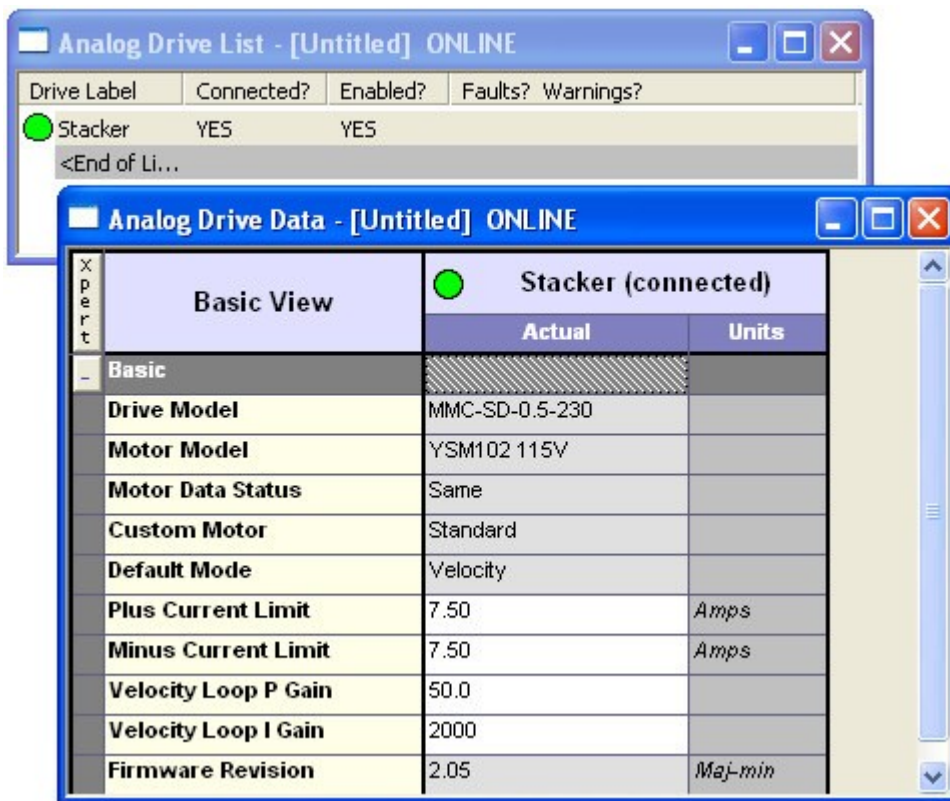 Analog Drive List - [Untitled] ONLINE
Drive Label Connected? Enabled? Faults? Warnings?
Stacker YES YES
<End of Li...
Analog Drive Data - [Untitled] ONLINE
Xpert
Basic View
Stacker (connected)
Actual Units
- Basic
Drive Model MMC-SD-0.5-230
Motor Model YSM102 115V
Motor Data Status Same
Custom Motor Standard
Default Mode Velocity
Plus Current Limit 7.50 Amps
Minus Current Limit 7.50 Amps
Velocity Loop P Gain 50.0
Velocity Loop I Gain 2000
Firmware Revision 2.05 Maj-min